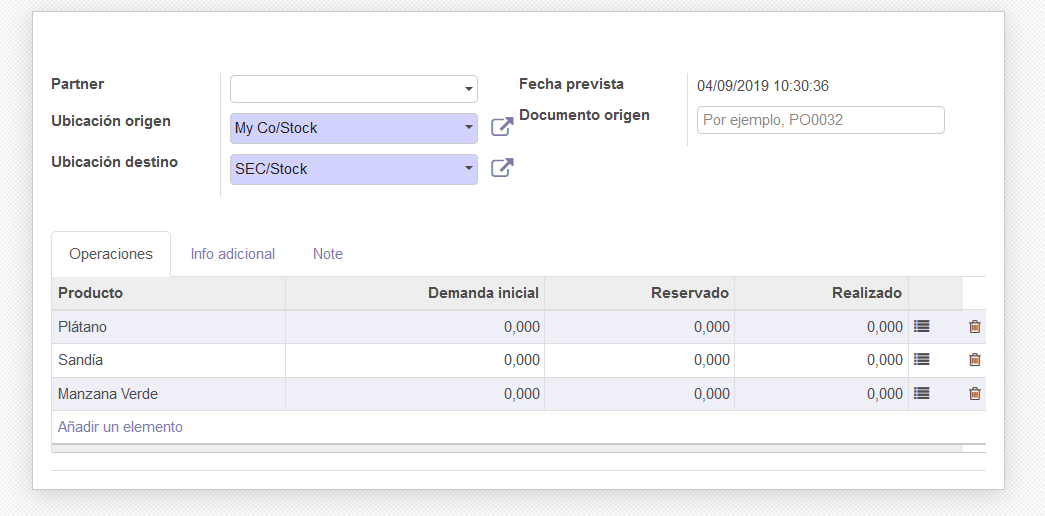 Partner
Fecha prevista 04/09/2019 10:30:36
Ubicación origen My Co/Stock
Documento origen Por ejemplo, PO0032
Ubicación destino SEC/Stock
Operaciones Info adicional Note
Producto Demanda inicial Reservado Realizado
Plátano 0,000 0,000 0,000
Sandía 0,000 0,000 0,000
Manzana Verde 0,000 0,000 0,000
Añadir un elemento